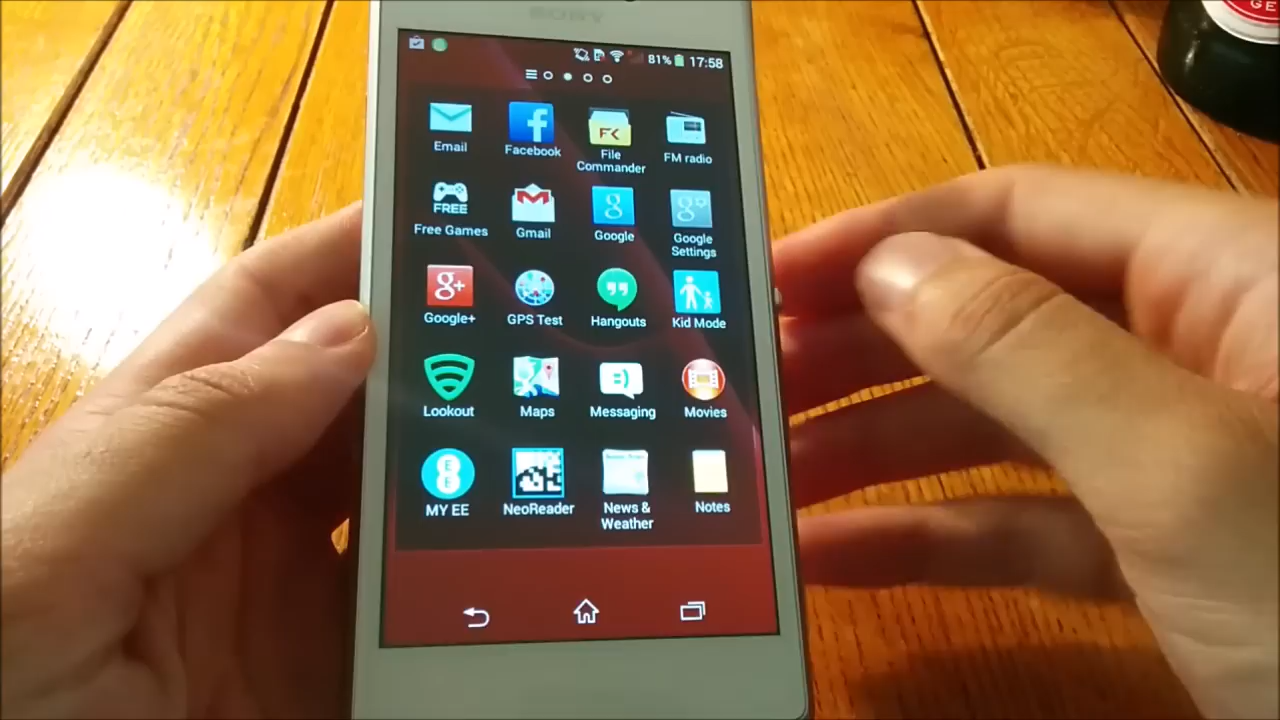 SONY
81% 17:58
Email
Facebook
File
Commander
FM radio
FREE
Free Games
Gmail
Google
Google
Settings
Google+
GPS Test
Hangouts
Kid Mode
Lookout
Maps
Messaging
Movies
MY EE
NeoReader
News &
Weather
Notes
GE